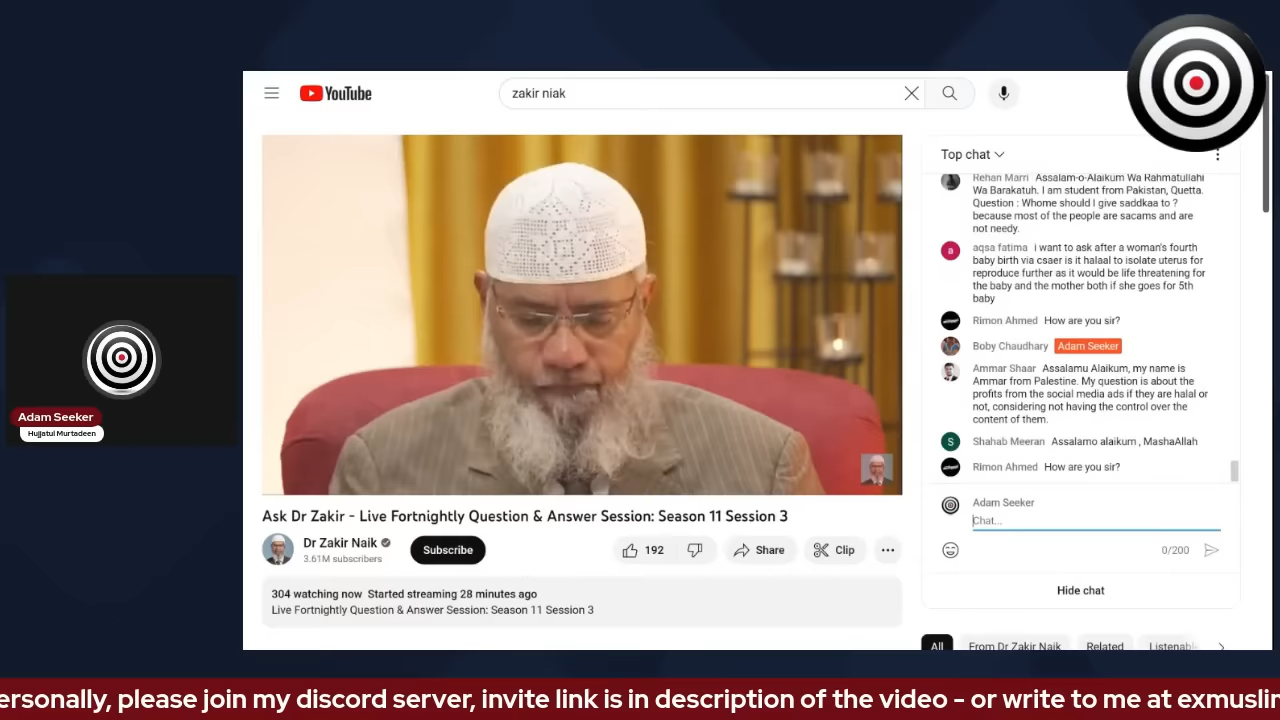 YouTube
zakir niak
Top chat
Rehan Marri Assalam-o-Alaikum Wa Rahmatullahi
Wa Barakatuh. I am student from Pakistan, Quetta.
Question : Whome should I give saddkaa to ?
because most of the people are sacams and are
not needy.
a
aqsa fatima i want to ask after a woman's fourth
baby birth via csaer is it halaal to isolate uterus for
reproduce further as it would be life threatening for
the baby and the mother both if she goes for 5th
baby
Rimon Ahmed How are you sir?
Boby Chaudhary Adam Seeker
Ammar Shaar Assalamu Alaikum, my name is
Ammar from Palestine. My question is about the
profits from the social media ads if they are halal or
not, considering not having the control over the
content of them.
S
Shahab Meeran Assalamo alaikum , MashaAllah
Rimon Ahmed How are you sir?
Adam Seeker
Chat...
0/200
Hide chat
All From Dr Zakir Naik Related Listenabl
Adam Seeker
Hujjatul Murtadeen
Ask Dr Zakir - Live Fortnightly Question & Answer Session: Season 11 Session 3
Dr Zakir Naik
3.61M subscribers
Subscribe
192
Share
Clip
304 watching now Started streaming 28 minutes ago
Live Fortnightly Question & Answer Session: Season 11 Session 3
ersonally, please join my discord server, invite link is in description of the video - or write to me at exmuslin